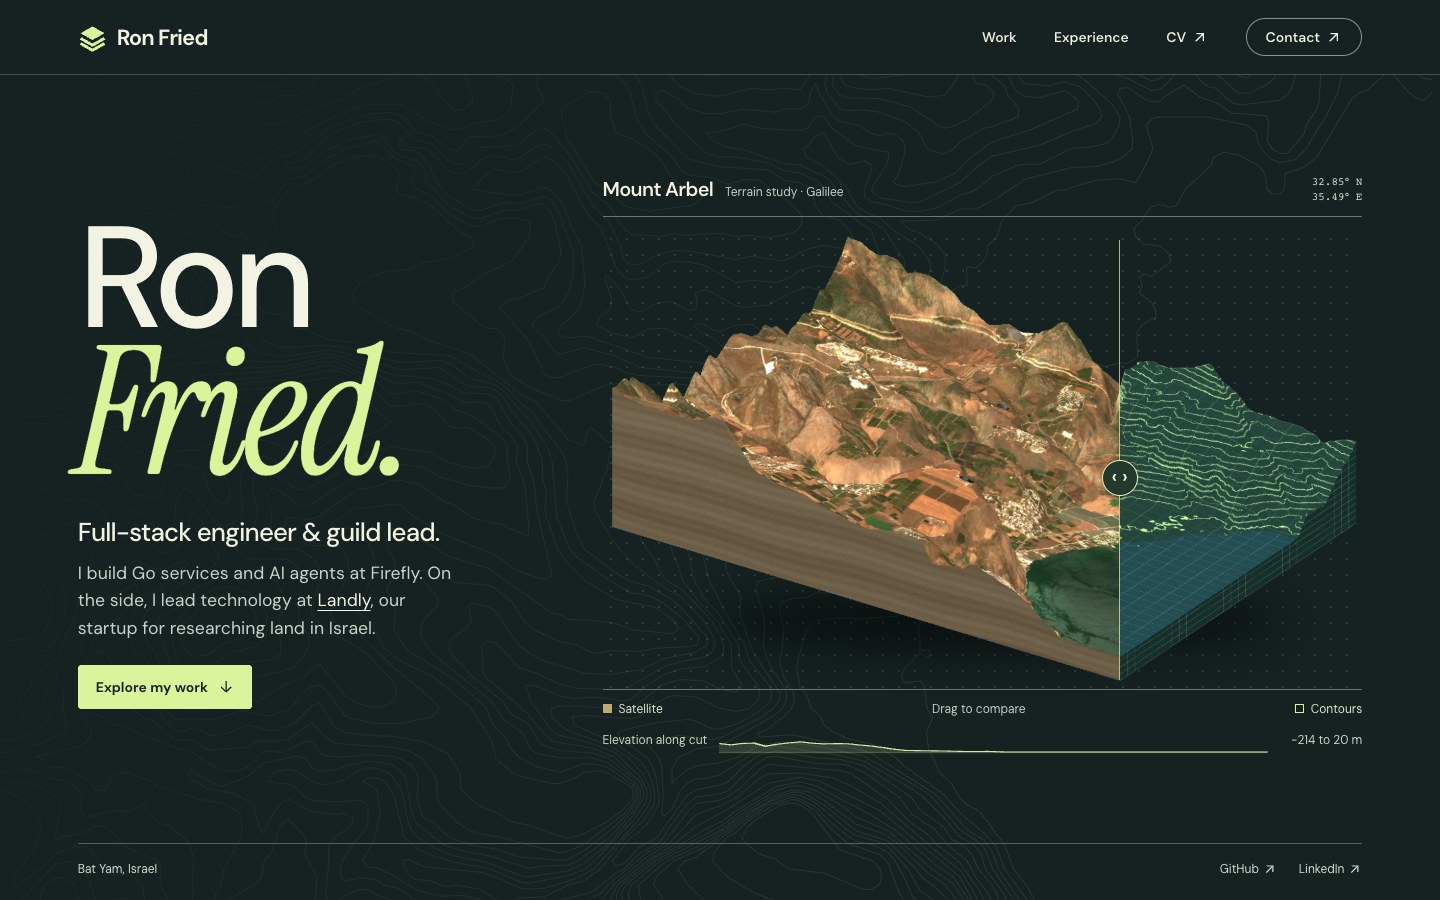 Ron Fried
Work
Experience
CV
Contact
Mount Arbel
Terrain study · Galilee
32.85° N
35.49° E
Ron
Fried.
Full-stack engineer & guild lead.
I build Go services and AI agents at Firefly. On
the side, I lead technology at Landly, our
startup for researching land in Israel.
Explore my work
Satellite
Drag to compare
Contours
Elevation along cut
-214 to 20 m
Bat Yam, Israel
GitHub
LinkedIn